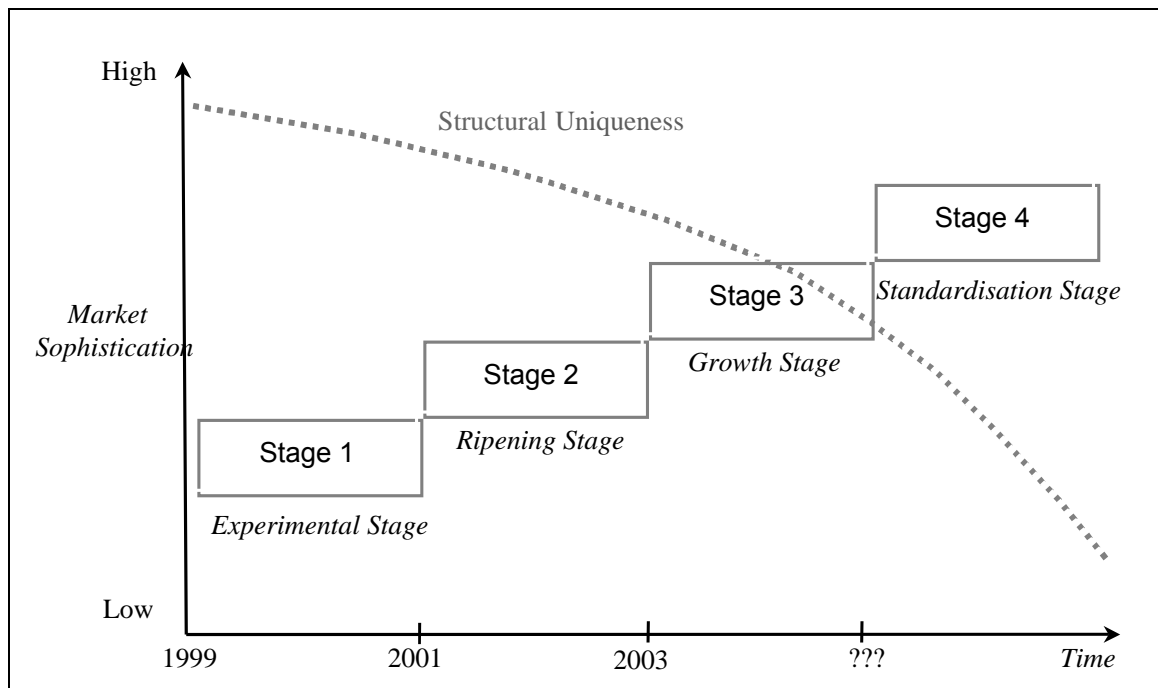 High
Structural Uniqueness
Stage 4
Standardisation Stage
Stage 3
Market
Sophistication
Growth Stage
Stage 2
Ripening Stage
Stage 1
Experimental Stage
Low
1999 2001 2003 ??? Time